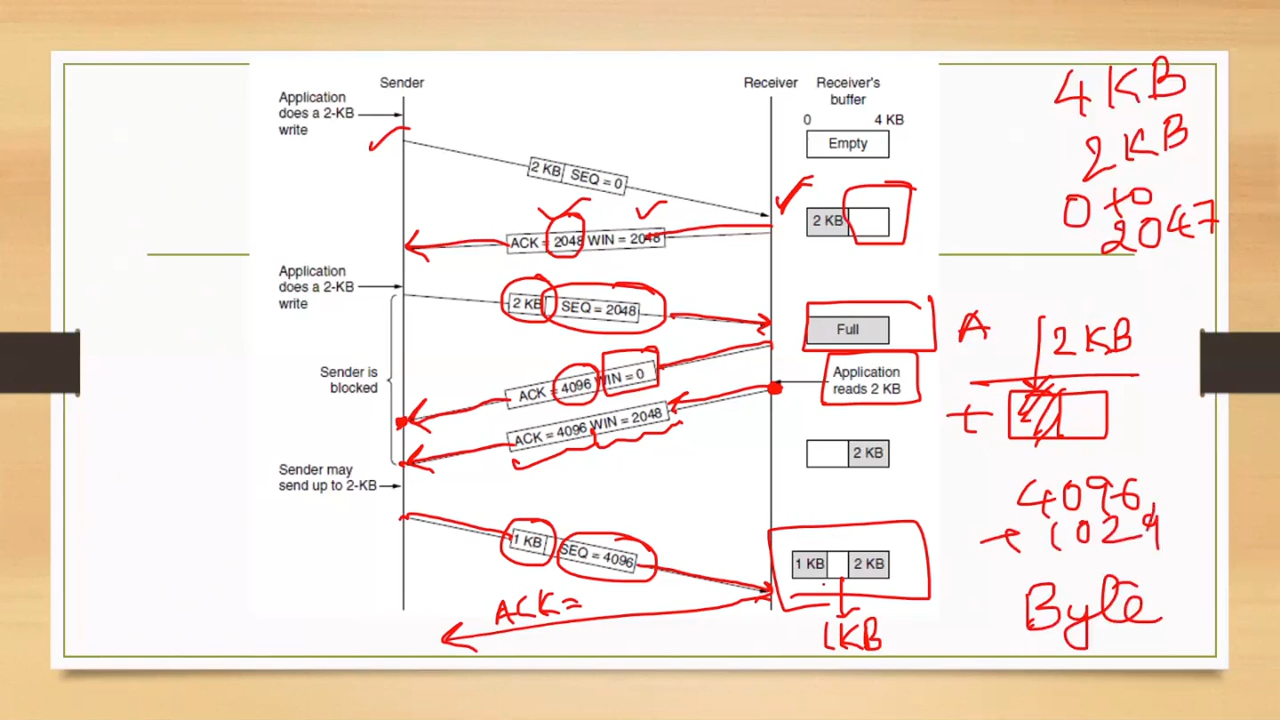 Sender
Receiver
Receiver's
buffer
Application
does a 2-KB
write
0 4 KB
Empty
2 KB SEQ = 0
2 KB
ACK = 2048 WIN = 2048
Application
does a 2-KB
write
2 KB SEQ = 2048
Full
Sender is
blocked
ACK = 4096 WIN = 0
Application
reads 2 KB
ACK = 4096 WIN = 2048
2 KB
Sender may
send up to 2-KB
1 KB SEQ = 4096
1 KB 2 KB
ACK=
1KB
4KB
2KB
0 to
2047
A
2KB
4096
+ 1024
Byte